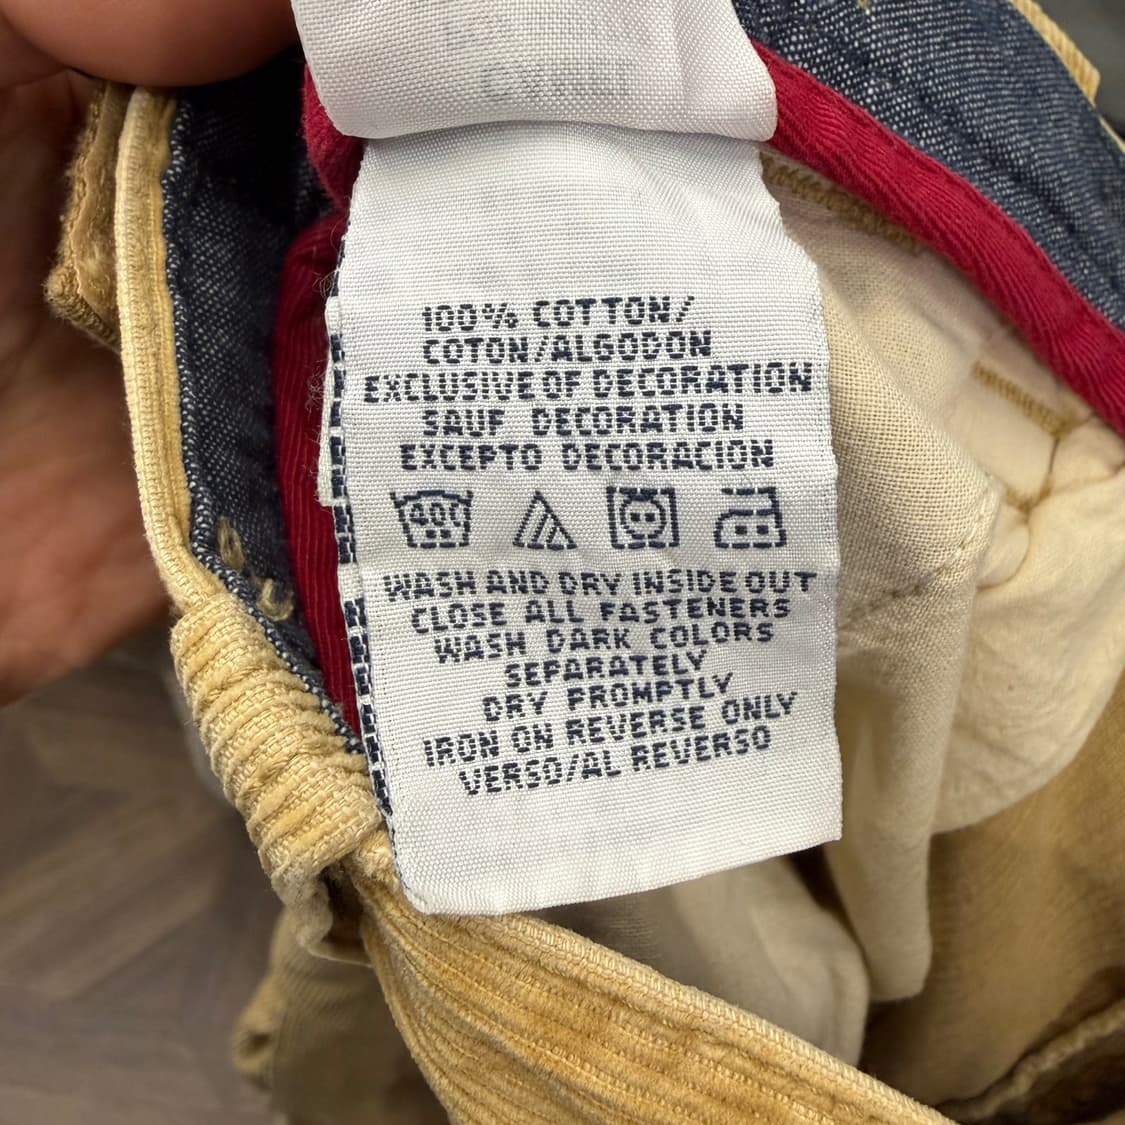 100% COTTON/
COTON/ALGODON
EXCLUSIVE OF DECORATION
SAUF DECORATION
EXCEPTO DECORACION
40C
WASH AND DRY INSIDE OUT
CLOSE ALL FASTENERS
WASH DARK COLORS
SEPARATELY
DRY PROMPTLY
IRON ON REVERSE ONLY
VERSO/AL REVERSO